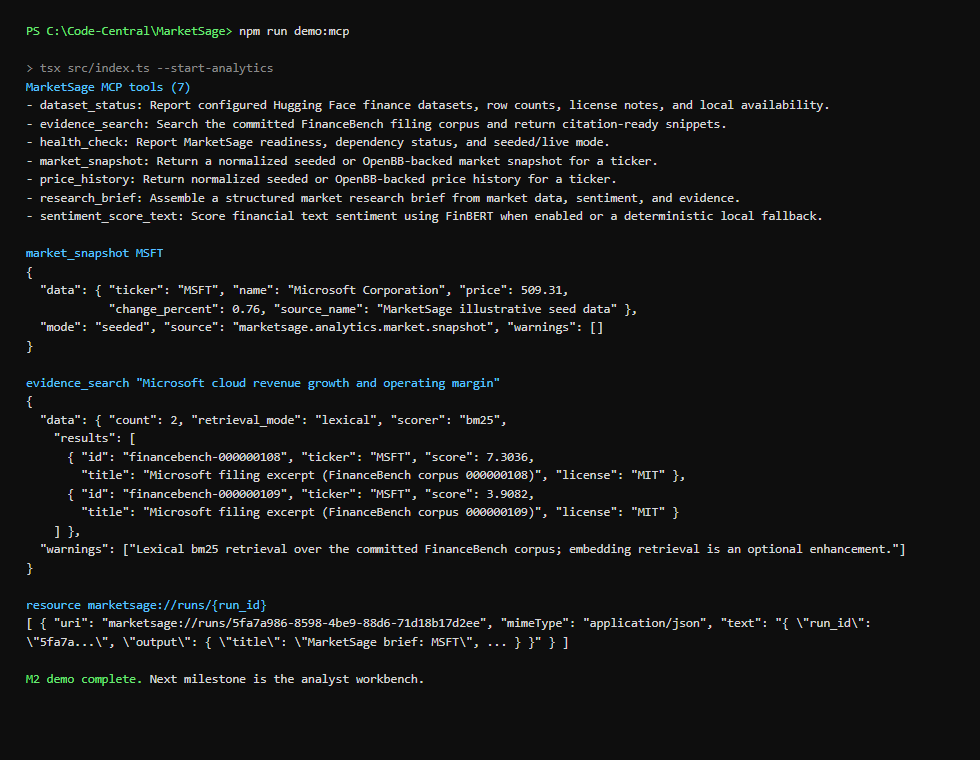 PS C:\Code-Central\MarketSage> npm run demo:mcp
> tsx src/index.ts --start-analytics
MarketSage MCP tools (7)
- dataset_status: Report configured Hugging Face finance datasets, row counts, license notes, and local availability.
- evidence_search: Search the committed FinanceBench filing corpus and return citation-ready snippets.
- health_check: Report MarketSage readiness, dependency status, and seeded/live mode.
- market_snapshot: Return a normalized seeded or OpenBB-backed market snapshot for a ticker.
- price_history: Return normalized seeded or OpenBB-backed price history for a ticker.
- research_brief: Assemble a structured market research brief from market data, sentiment, and evidence.
- sentiment_score_text: Score financial text sentiment using FinBERT when enabled or a deterministic local fallback.
market_snapshot MSFT
{
  "data": { "ticker": "MSFT", "name": "Microsoft Corporation", "price": 509.31,
            "change_percent": 0.76, "source_name": "MarketSage illustrative seed data" },
  "mode": "seeded", "source": "marketsage.analytics.market.snapshot", "warnings": []
}
evidence_search "Microsoft cloud revenue growth and operating margin"
{
  "data": { "count": 2, "retrieval_mode": "lexical", "scorer": "bm25",
    "results": [
      { "id": "financebench-000000108", "ticker": "MSFT", "score": 7.3036,
        "title": "Microsoft filing excerpt (FinanceBench corpus 000000108)", "license": "MIT" },
      { "id": "financebench-000000109", "ticker": "MSFT", "score": 3.9082,
        "title": "Microsoft filing excerpt (FinanceBench corpus 000000109)", "license": "MIT" }
    ] },
  "warnings": ["Lexical bm25 retrieval over the committed FinanceBench corpus; embedding retrieval is an optional enhancement."]
}
resource marketsage://runs/{run_id}
[ { "uri": "marketsage://runs/5fa7a986-8598-4be9-88d6-71d18b17d2ee", "mimeType": "application/json", "text": "{ \"run_id\":
\"5fa7a...\", \"output\": { \"title\": \"MarketSage brief: MSFT\", ... } }" } ]
M2 demo complete. Next milestone is the analyst workbench.